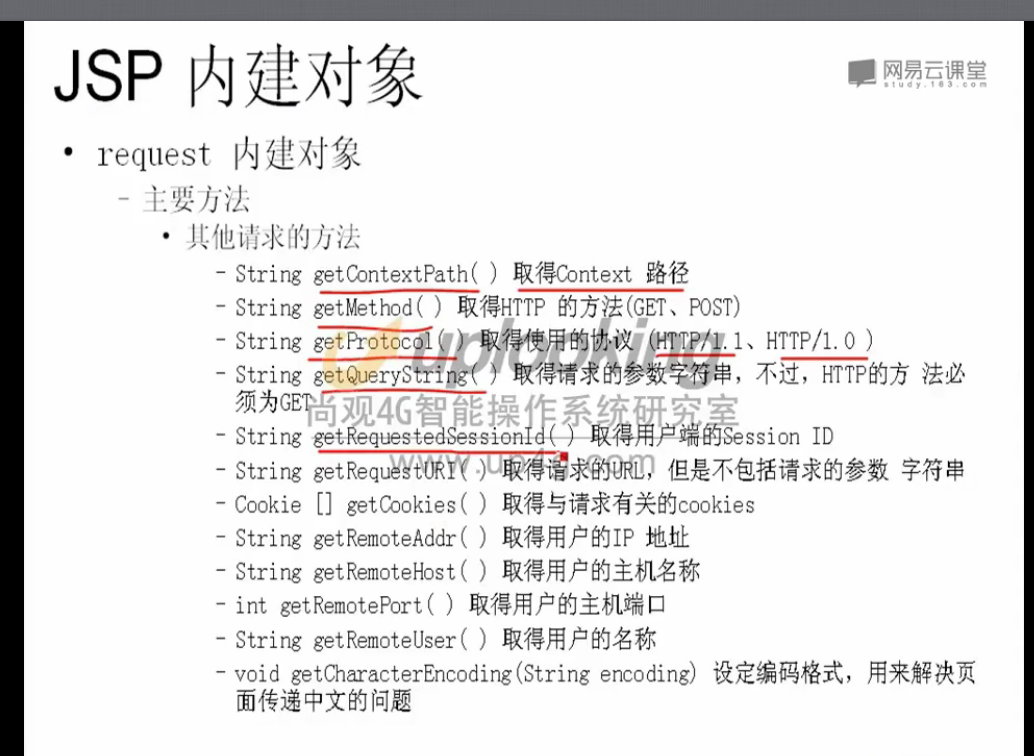 JSP 内建对象
网易云课堂
study.163.com
• request 内建对象
– 主要方法
• 其他请求的方法
– String getContextPath( ) 取得Context 路径
– String getMethod( ) 取得HTTP 的方法(GET、POST)
– String getProtocol( ) 取得使用的协议 (HTTP/1.1、HTTP/1.0 )
– String getQueryString( ) 取得请求的参数字符串，不过，HTTP的方 法必
须为GET
– String getRequestedSessionId( ) 取得用户端的Session ID
– String getRequestURI( ) 取得请求的URL，但是不包括请求的参数 字符串
– Cookie [] getCookies( ) 取得与请求有关的cookies
– String getRemoteAddr( ) 取得用户的IP 地址
– String getRemoteHost( ) 取得用户的主机名称
– int getRemotePort( ) 取得用户的主机端口
– String getRemoteUser( ) 取得用户的名称
– void getCharacterEncoding(String encoding) 设定编码格式，用来解决页
面传递中文的问题
uplooking
尚观4G智能操作系统研究室